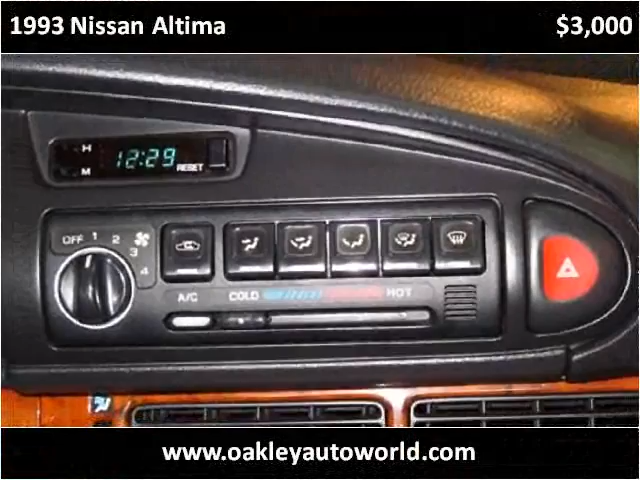 1993 Nissan Altima $3,000
H
12:29
M
RESET
OFF 1 2 3 4
A/C COLD HOT
www.oakleyautoworld.com